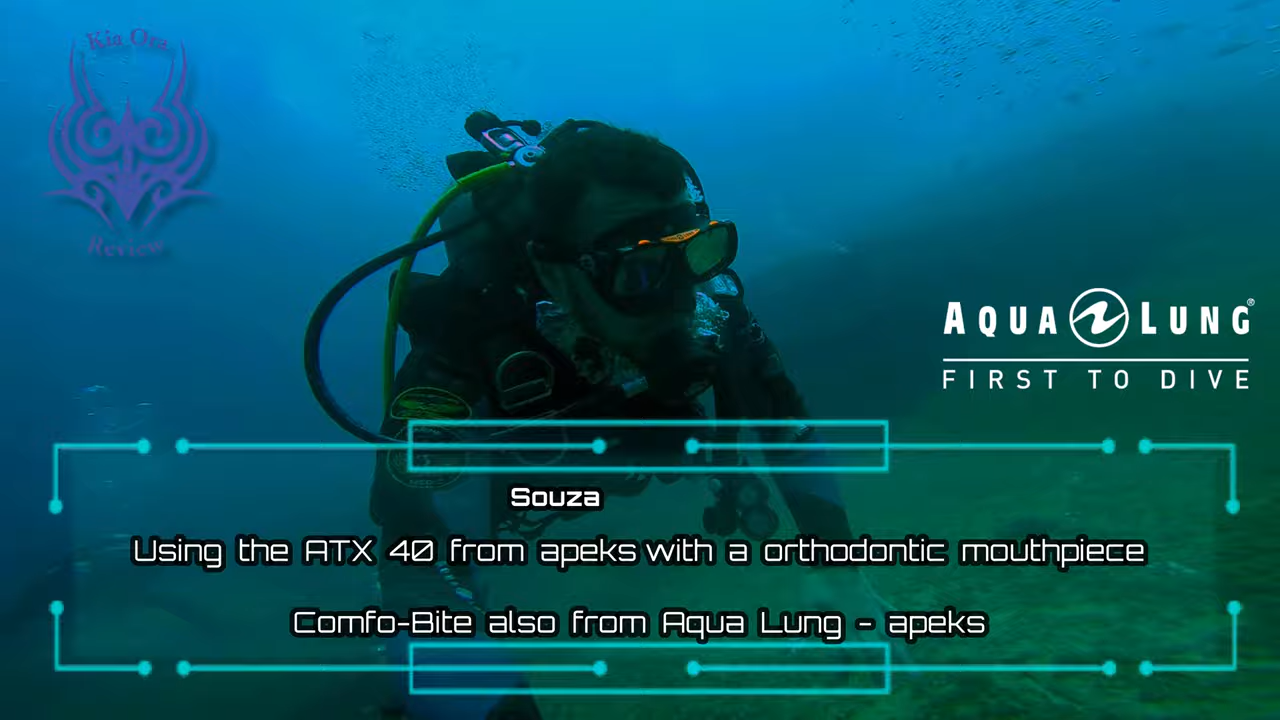 Kia Ora
Review
AQUA LUNG®
FIRST TO DIVE
Souza
Using the ATX 40 from apeks with a orthodontic mouthpiece
Comfo-Bite also from Aqua Lung - apeks